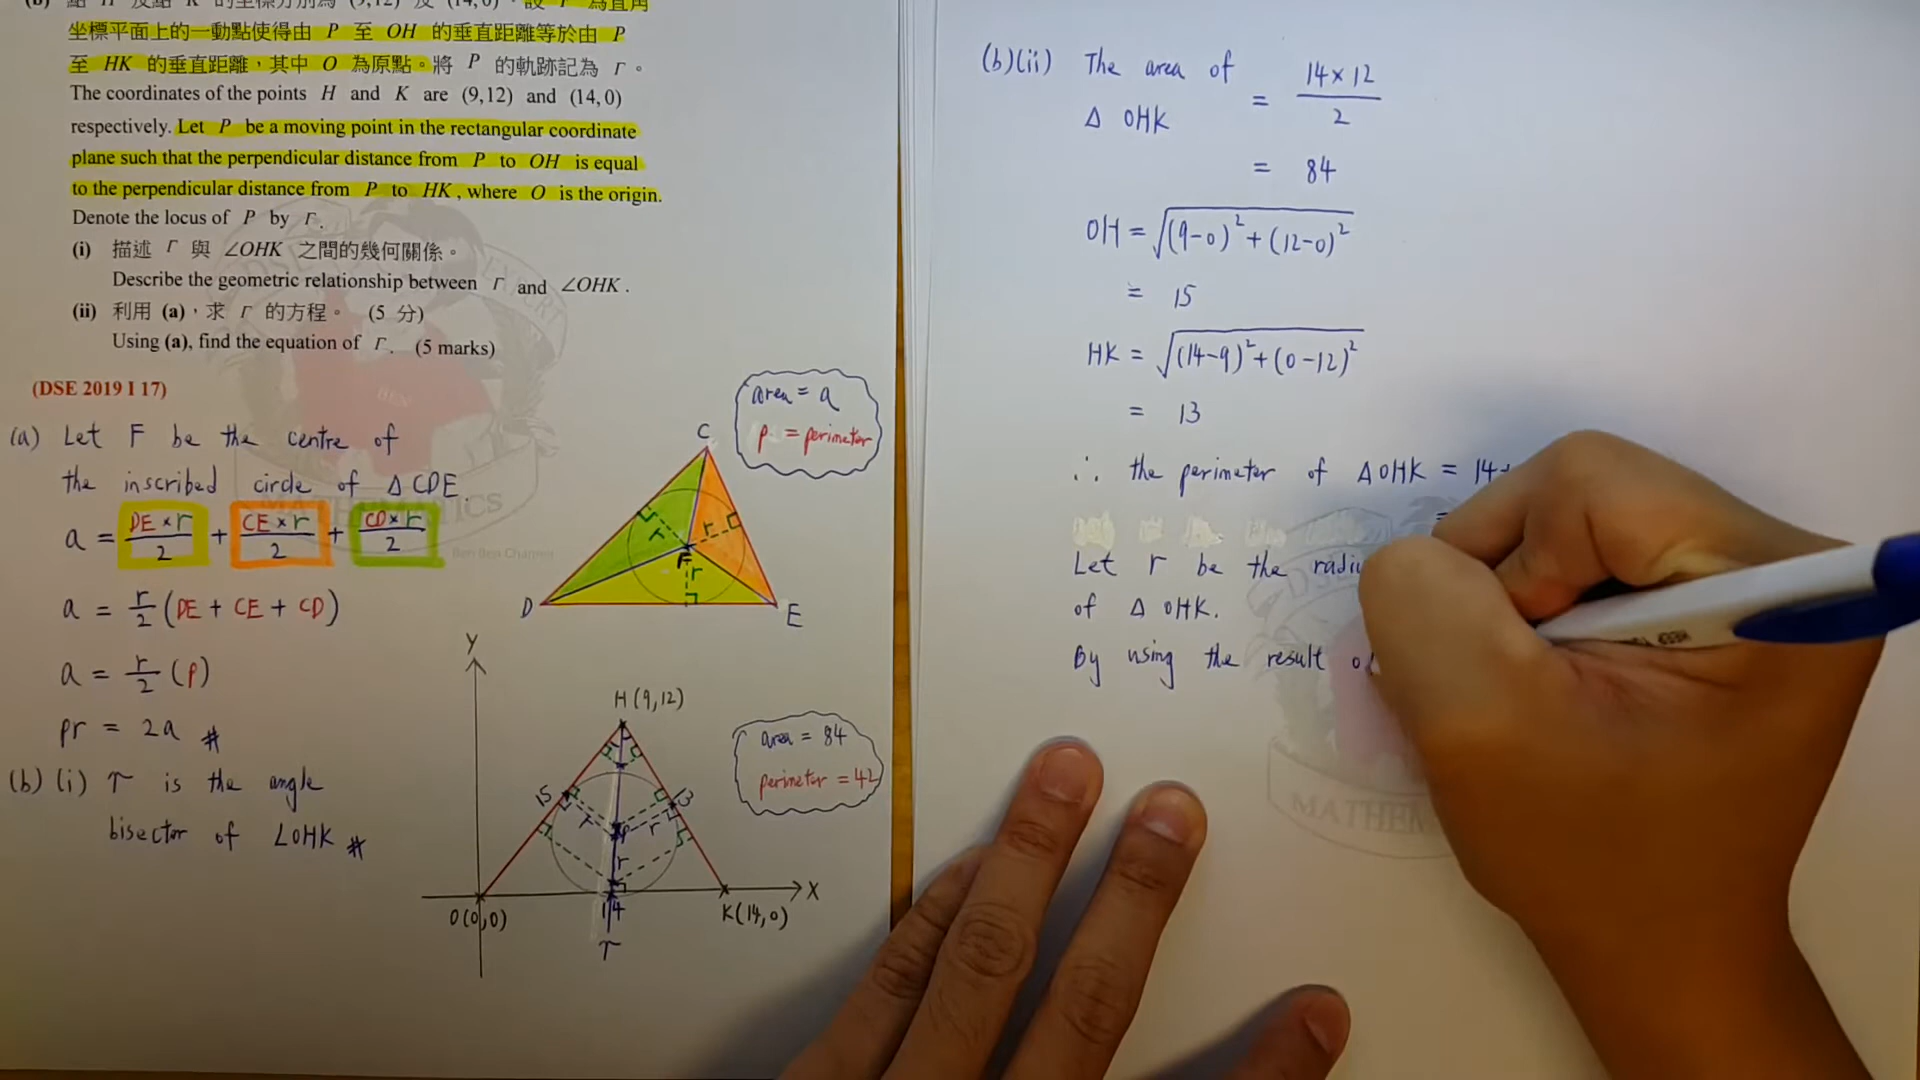 坐標平面上的一動點使得由 P 至 OH 的垂直距離等於由 P
至 HK 的垂直距離，其中 O 為原點。將 P 的軌跡記為 Γ。
The coordinates of the points H and K are (9,12) and (14,0)
respectively. Let P be a moving point in the rectangular coordinate
plane such that the perpendicular distance from P to OH is equal
to the perpendicular distance from P to HK, where O is the origin.
Denote the locus of P by Γ.
(i) 描述 Γ 與 ∠OHK 之間的幾何關係。
Describe the geometric relationship between Γ and ∠OHK.
(ii) 利用 (a)，求 Γ 的方程。 (5 分)
Using (a), find the equation of Γ. (5 marks)
(DSE 2019 I 17)
(a) Let F be the centre of
the inscribed circle of Δ CDE.
a = DE × r / 2 + CE × r / 2 + CD × r / 2
a = r/2 (DE + CE + CD)
a = r/2 (p)
pr = 2a #
(b) (i) Γ is the angle
bisector of ∠OHK #
area = a
p = perimeter
C
F
r
r
r
D
E
Y
H (9,12)
15
13
r
r
r
P
14
O(0,0)
K(14,0)
X
Γ
area = 84
perimeter = 42
(b)(ii) The area of
Δ OHK = 14 × 12 / 2
= 84
OH = √(9-0)² + (12-0)²
= 15
HK = √(14-9)² + (0-12)²
= 13
∴ the perimeter of Δ OHK = 14+
=
Let r be the
of Δ OHK.
By using the result
MATHEMATICS
BEN
Ben Ben Channel